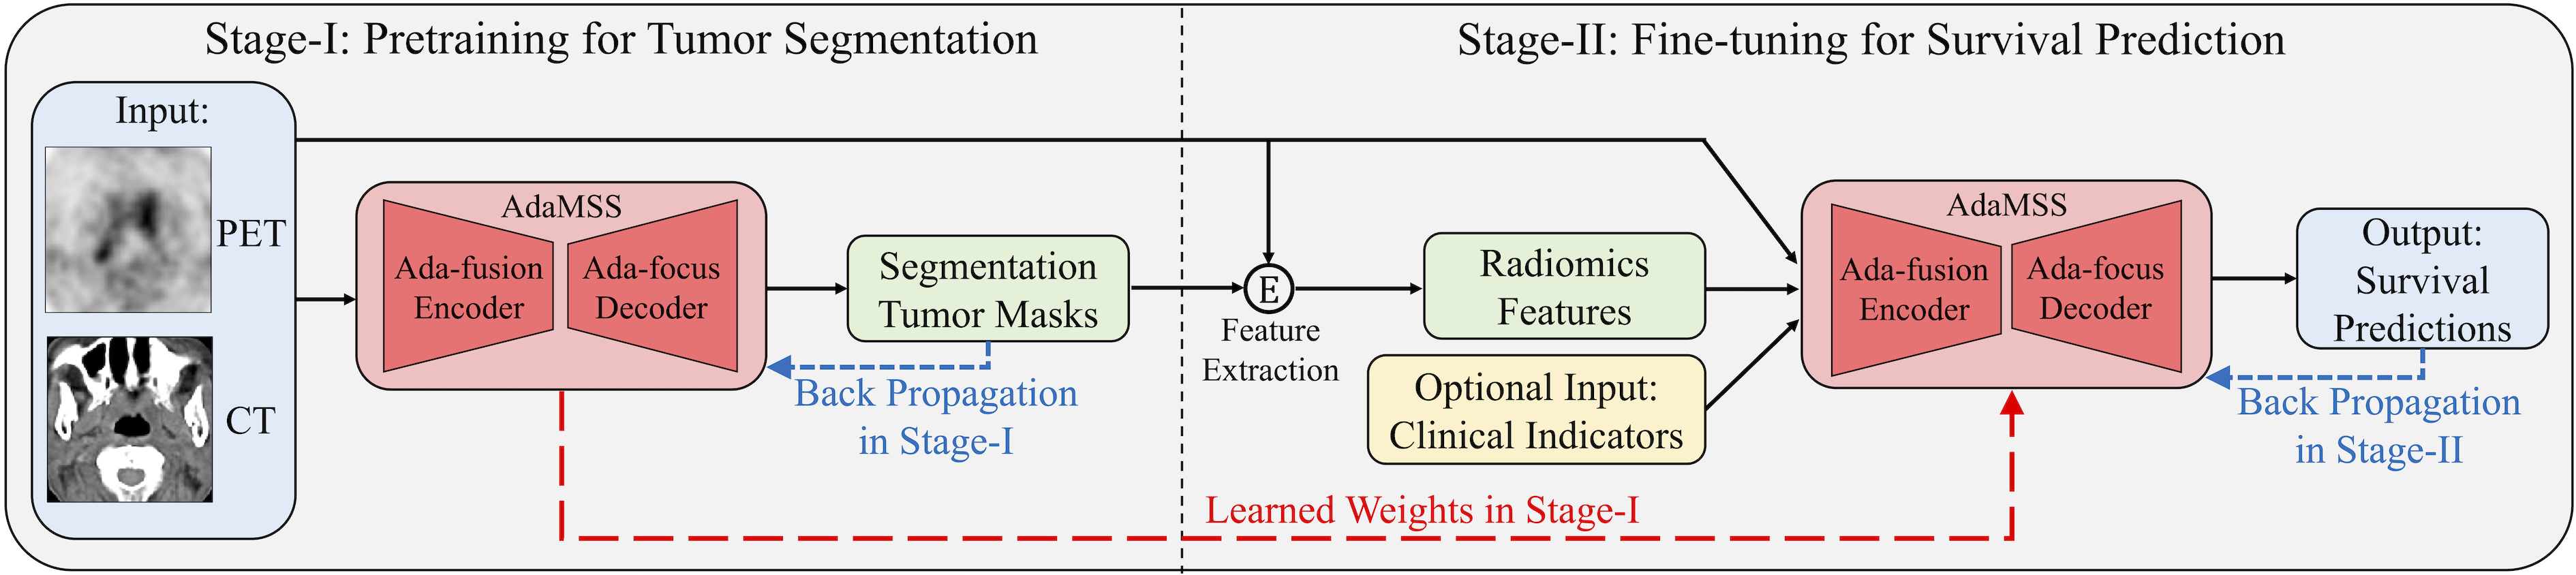 Stage-I: Pretraining for Tumor Segmentation
Stage-II: Fine-tuning for Survival Prediction
Input:
PET
CT
AdaMSS
Ada-fusion
Encoder
Ada-focus
Decoder
Segmentation
Tumor Masks
Back Propagation
in Stage-I
E
Feature
Extraction
Radiomics
Features
Optional Input:
Clinical Indicators
AdaMSS
Ada-fusion
Encoder
Ada-focus
Decoder
Output:
Survival
Predictions
Back Propagation
in Stage-II
Learned Weights in Stage-I